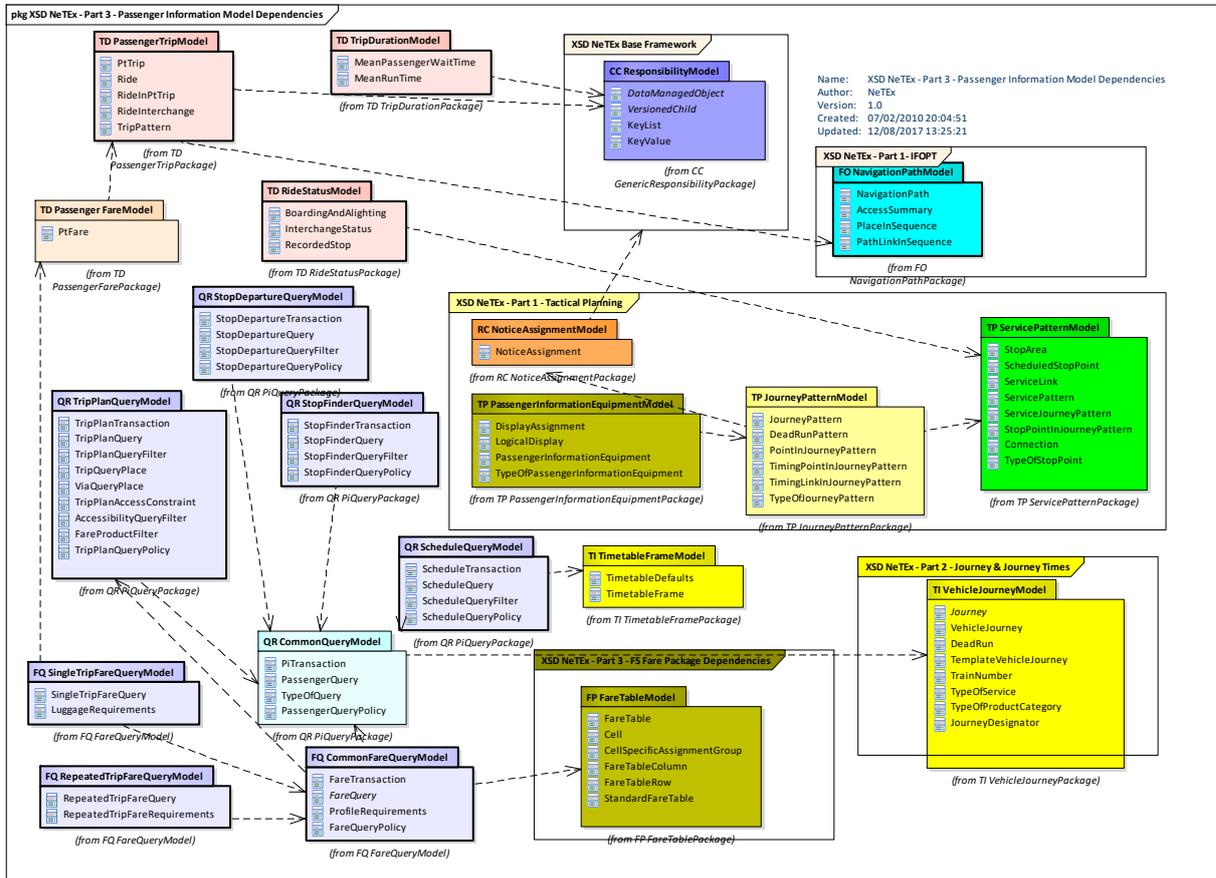 pkg XSD NeTEx - Part 3 - Passenger Information Model Dependencies
TD PassengerTripModel
PtTrip
Ride
RideInPtTrip
RideInterchange
TripPattern
(from TD
PassengerTripPackage)
TD TripDurationModel
MeanPassengerWaitTime
MeanRunTime
(from TD TripDurationPackage)
XSD NeTEx Base Framework
CC ResponsibilityModel
DataManagedObject
VersionedChild
KeyList
KeyValue
(from CC
GenericResponsibilityPackage)
Name: XSD NeTEx - Part 3 - Passenger Information Model Dependencies
Author: NeTEx
Version: 1.0
Created: 07/02/2010 20:04:51
Updated: 12/08/2017 13:25:21
XSD NeTEx - Part 1- IFOPT
FO NavigationPathModel
NavigationPath
AccessSummary
PlaceInSequence
PathLinkInSequence
(from FO
NavigationPathPackage)
TD Passenger FareModel
PtFare
(from TD
PassengerFarePackage)
TD RideStatusModel
BoardingAndAlighting
InterchangeStatus
RecordedStop
(from TD RideStatusPackage)
QR StopDepartureQueryModel
StopDepartureTransaction
StopDepartureQuery
StopDepartureQueryFilter
StopDepartureQueryPolicy
(from QR PiQueryPackage)
XSD NeTEx - Part 1 - Tactical Planning
RC NoticeAssignmentModel
NoticeAssignment
(from RC NoticeAssignmentPackage)
TP PassengerInformationEquipmentModel
DisplayAssignment
LogicalDisplay
PassengerInformationEquipment
TypeOfPassengerInformationEquipment
(from TP PassengerInformationEquipmentPackage)
TP JourneyPatternModel
JourneyPattern
DeadRunPattern
PointInJourneyPattern
TimingPointInJourneyPattern
TimingLinkInJourneyPattern
TypeOfJourneyPattern
(from TP JourneyPatternPackage)
TP ServicePatternModel
StopArea
ScheduledStopPoint
ServiceLink
ServicePattern
ServiceJourneyPattern
StopPointInJourneyPattern
Connection
TypeOfStopPoint
(from TP ServicePatternPackage)
QR TripPlanQueryModel
TripPlanTransaction
TripPlanQuery
TripPlanQueryFilter
TripQueryPlace
ViaQueryPlace
TripPlanAccessConstraint
AccessibilityQueryFilter
FareProductFilter
TripPlanQueryPolicy
(from QR PiQueryPackage)
QR StopFinderQueryModel
StopFinderTransaction
StopFinderQuery
StopFinderQueryFilter
StopFinderQueryPolicy
(from QR PiQueryPackage)
QR ScheduleQueryModel
ScheduleTransaction
ScheduleQuery
ScheduleQueryFilter
ScheduleQueryPolicy
(from QR PiQueryPackage)
TI TimetableFrameModel
TimetableDefaults
TimetableFrame
(from TI TimetableFramePackage)
XSD NeTEx - Part 2 - Journey & Journey Times
TI VehicleJourneyModel
Journey
VehicleJourney
DeadRun
TemplateVehicleJourney
TrainNumber
TypeOfService
TypeOfProductCategory
JourneyDesignator
(from TI VehicleJourneyPackage)
QR CommonQueryModel
PiTransaction
PassengerQuery
TypeOfQuery
PassengerQueryPolicy
(from QR PiQueryPackage)
XSD NeTEx - Part 3 - FS Fare Package Dependencies
FP FareTableModel
FareTable
Cell
CellSpecificAssignmentGroup
FareTableColumn
FareTableRow
StandardFareTable
(from FP FareTablePackage)
FQ SingleTripFareQueryModel
SingleTripFareQuery
LuggageRequirements
(from FQ FareQueryModel)
FQ RepeatedTripFareQueryModel
RepeatedTripFareQuery
RepeatedTripFareRequirements
(from FQ FareQueryModel)
FQ CommonFareQueryModel
FareTransaction
FareQuery
ProfileRequirements
FareQueryPolicy
(from FQ FareQueryModel)